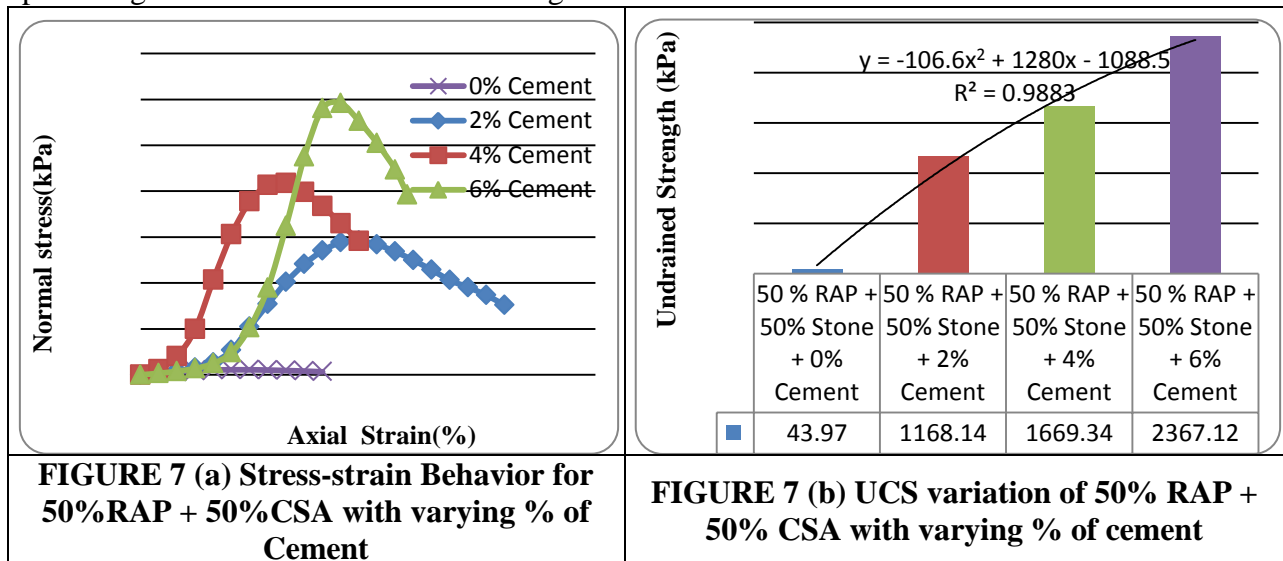 Normal stress(kPa)
0% Cement
2% Cement
4% Cement
6% Cement
Axial Strain(%)
FIGURE 7 (a) Stress-strain Behavior for
50%RAP + 50%CSA with varying % of
Cement
Undrained Strength (kPa)
y = -106.6x² + 1280x - 1088.5
R² = 0.9883
50 % RAP + 50 % RAP + 50 % RAP + 50 % RAP +
50% Stone 50% Stone 50% Stone 50% Stone
+ 0% + 2% + 4% + 6%
Cement Cement Cement Cement
43.97 1168.14 1669.34 2367.12
FIGURE 7 (b) UCS variation of 50% RAP +
50% CSA with varying % of cement